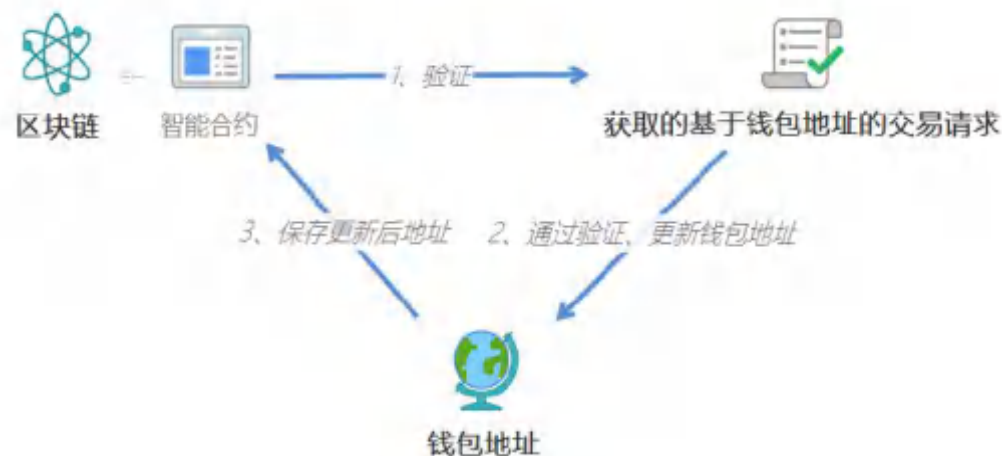 1、验证
区块链
智能合约
获取的基于钱包地址的交易请求
3、保存更新后地址
2、通过验证、更新钱包地址
钱包地址